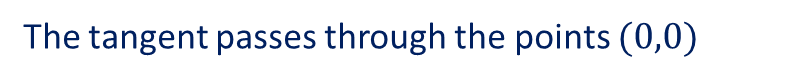 The tangent passes through the points (0,0)